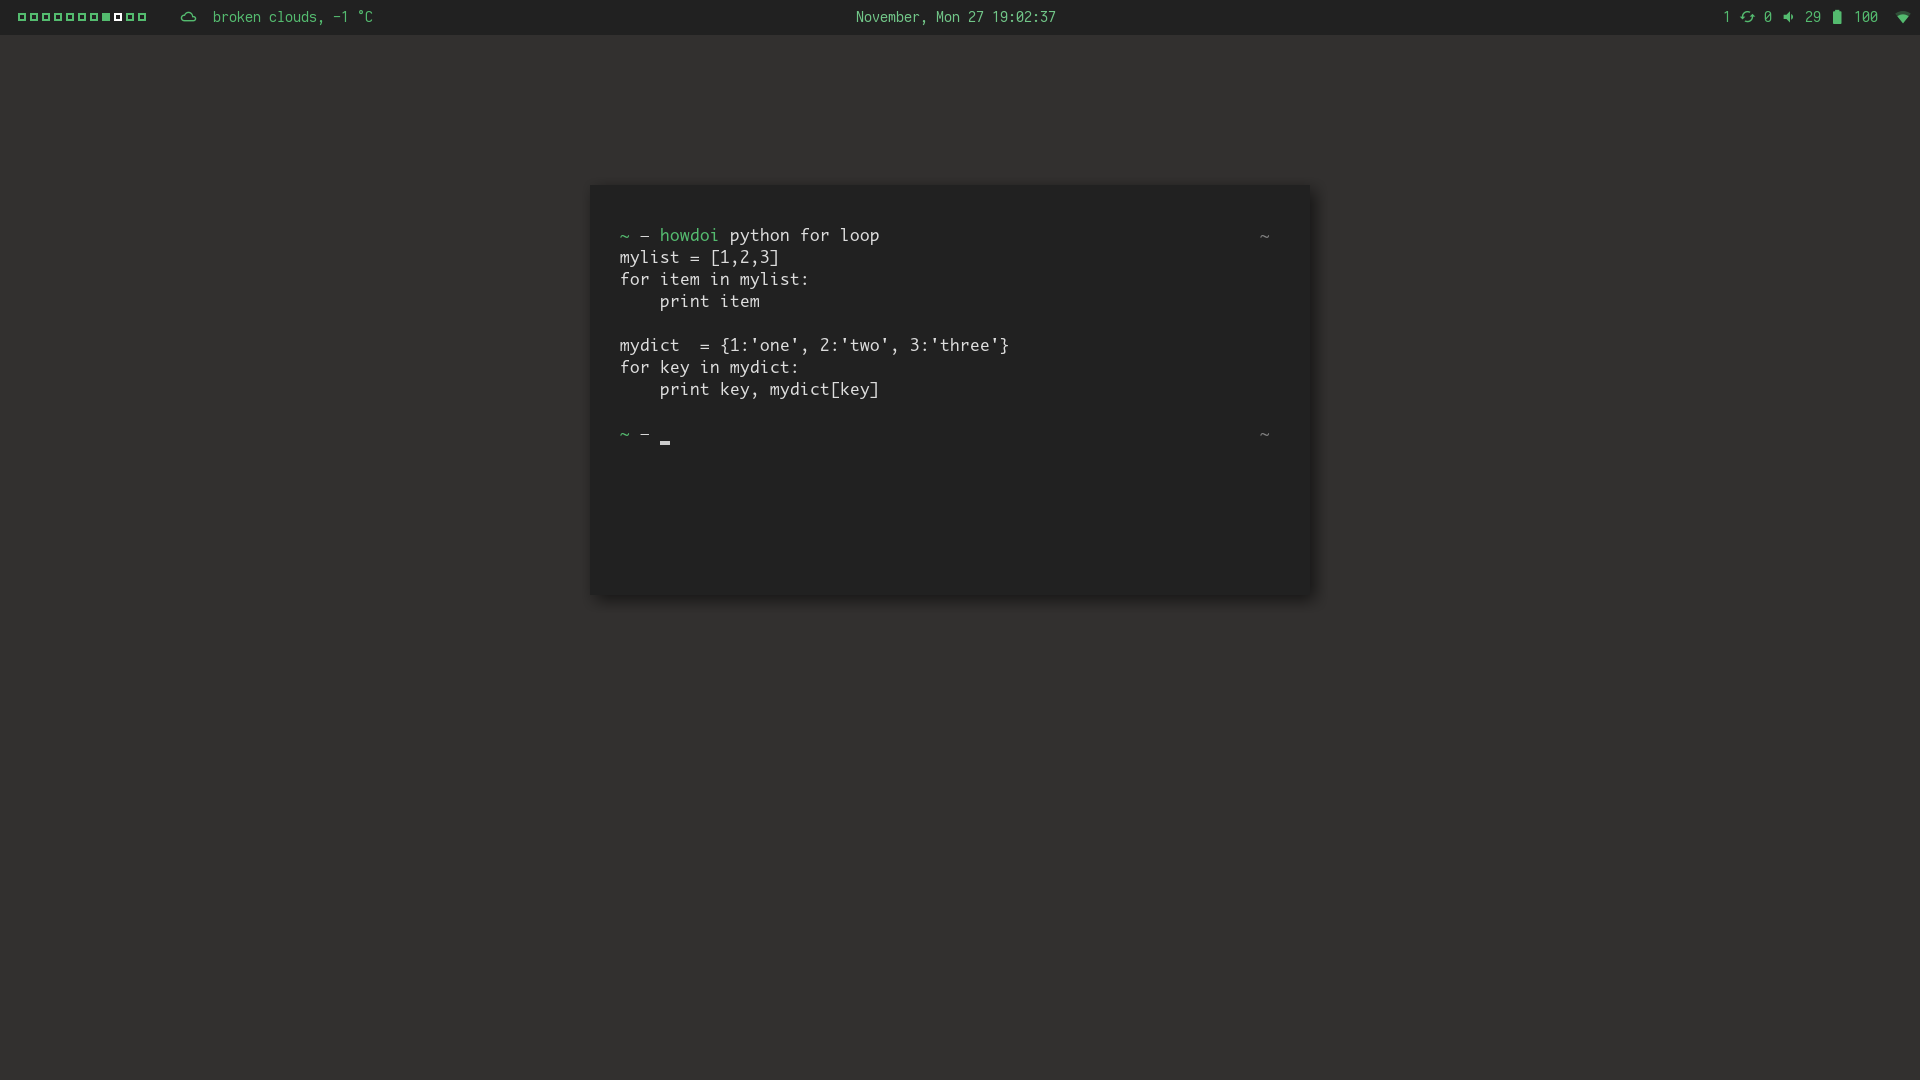 broken clouds, -1 °C
November, Mon 27 19:02:37
1 0 29 100
~ – howdoi python for loop ~
mylist = [1,2,3]
for item in mylist:
    print item
mydict  = {1:'one', 2:'two', 3:'three'}
for key in mydict:
    print key, mydict[key]
~ – ~